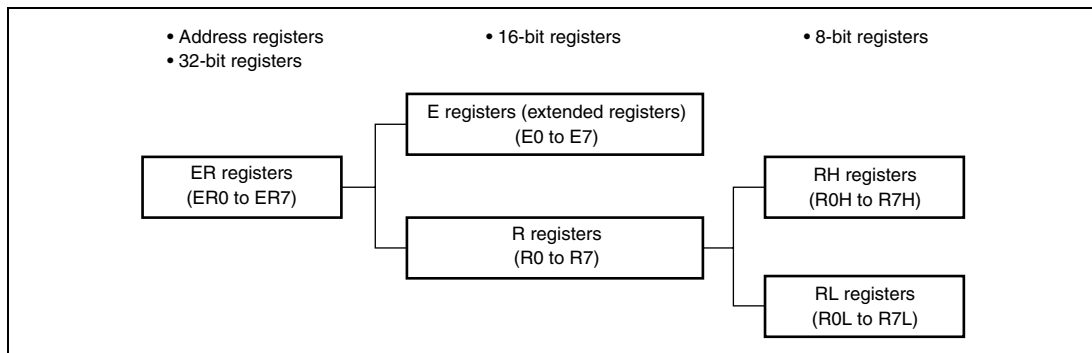 • Address registers
• 32-bit registers
• 16-bit registers
• 8-bit registers
E registers (extended registers)
(E0 to E7)
ER registers
(ER0 to ER7)
RH registers
(R0H to R7H)
R registers
(R0 to R7)
RL registers
(R0L to R7L)